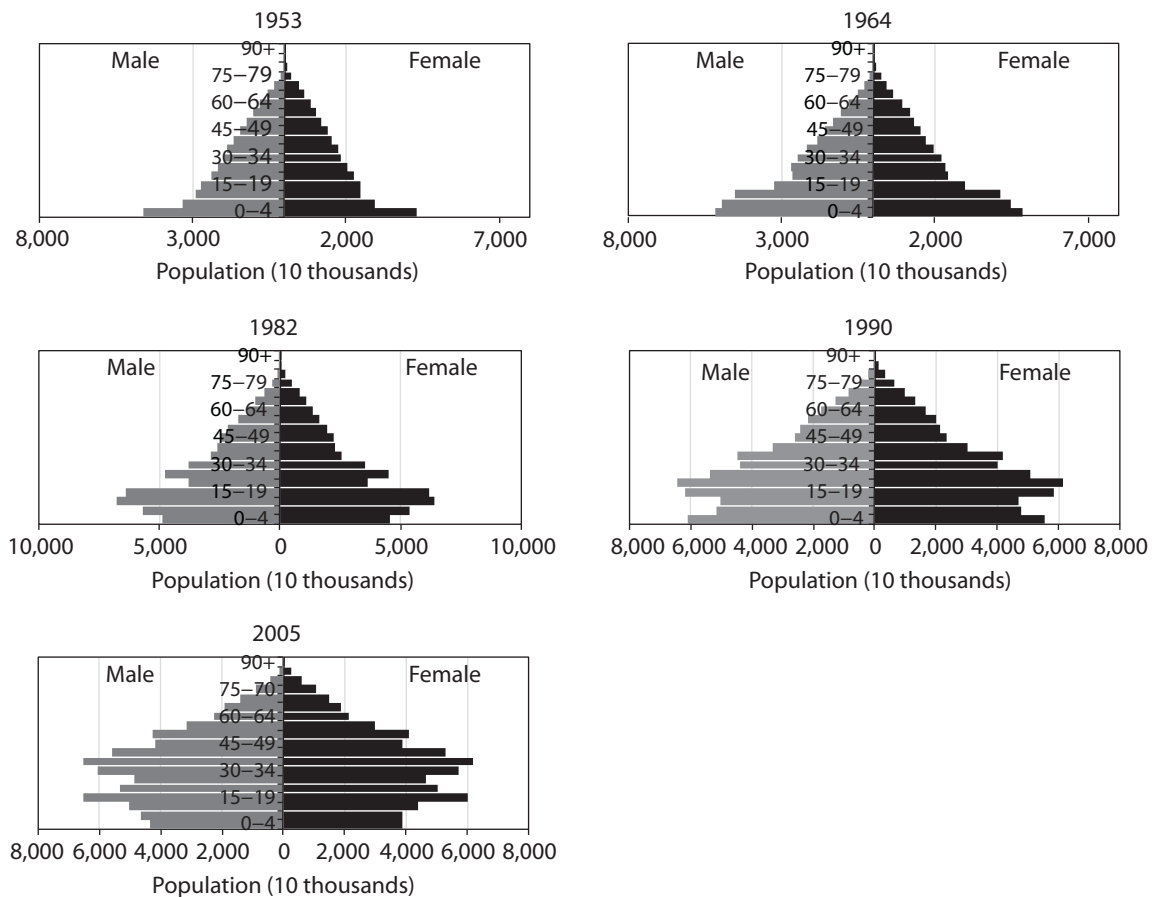 1953
Male
Female
90+
75–79
60–64
45–49
30–34
15–19
0–4
8,000 3,000 2,000 7,000
Population (10 thousands)
1964
Male
Female
90+
75–79
60–64
45–49
30–34
15–19
0–4
8,000 3,000 2,000 7,000
Population (10 thousands)
1982
Male
Female
90+
75–79
60–64
45–49
30–34
15–19
0–4
10,000 5,000 0 5,000 10,000
Population (10 thousands)
1990
Male
Female
90+
75–79
60–64
45–49
30–34
15–19
0–4
8,000 6,000 4,000 2,000 0 2,000 4,000 6,000 8,000
Population (10 thousands)
2005
Male
Female
90+
75–70
60–64
45–49
30–34
15–19
0–4
8,000 6,000 4,000 2,000 0 2,000 4,000 6,000 8,000
Population (10 thousands)